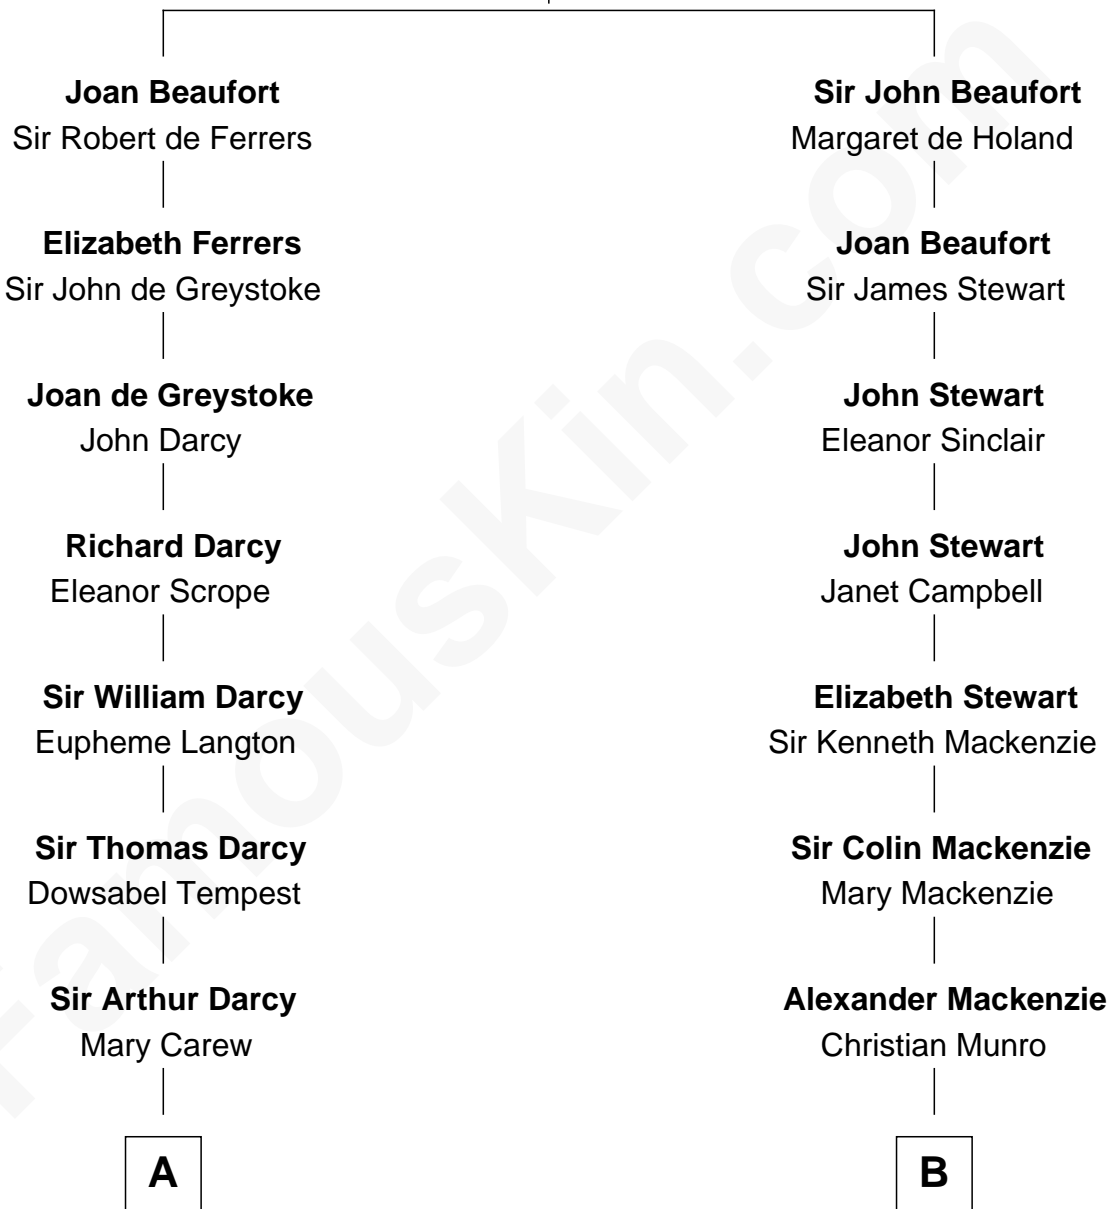 Joan Beaufort
Sir Robert de Ferrers
Elizabeth Ferrers
Sir John de Greystoke
Joan de Greystoke
John Darcy
Richard Darcy
Eleanor Scrope
Sir William Darcy
Eupheme Langton
Sir Thomas Darcy
Dowsabel Tempest
Sir Arthur Darcy
Mary Carew
A
Sir John Beaufort
Margaret de Holand
Joan Beaufort
Sir James Stewart
John Stewart
Eleanor Sinclair
John Stewart
Janet Campbell
Elizabeth Stewart
Sir Kenneth Mackenzie
Sir Colin Mackenzie
Mary Mackenzie
Alexander Mackenzie
Christian Munro
B
FamousKin.com